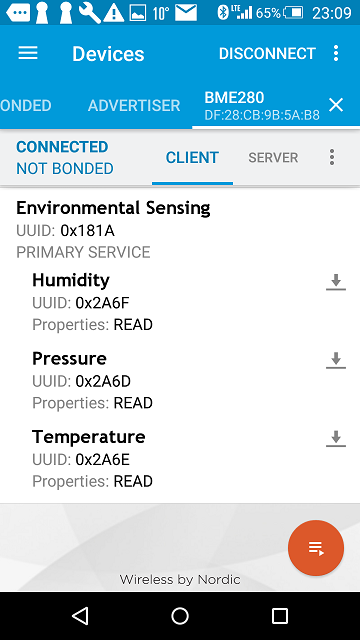 10° LTE 65% 23:09
Devices DISCONNECT
ONDED ADVERTISER BME280
DF:28:CB:9B:5A:B8
CONNECTED
NOT BONDED CLIENT SERVER
Environmental Sensing
UUID: 0x181A
PRIMARY SERVICE
Humidity
UUID: 0x2A6F
Properties: READ
Pressure
UUID: 0x2A6D
Properties: READ
Temperature
UUID: 0x2A6E
Properties: READ
Wireless by Nordic